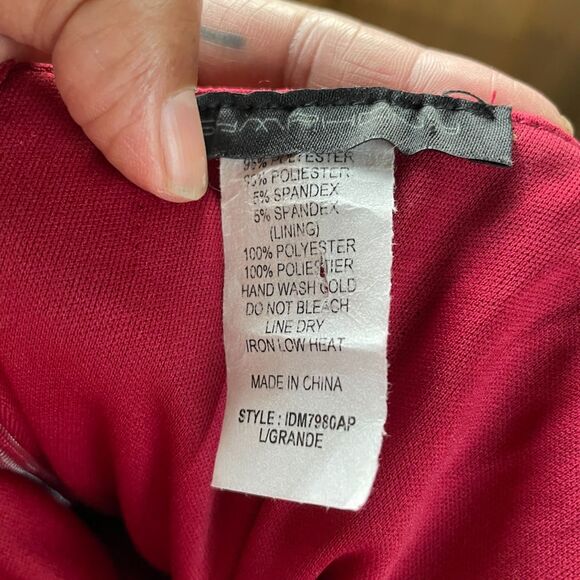 95% POLYESTER
95% POLIESTER
5% SPANDEX
5% SPANDEX
(LINING)
100% POLYESTER
100% POLIESTER
HAND WASH COLD
DO NOT BLEACH
LINE DRY
IRON LOW HEAT
MADE IN CHINA
STYLE : IDM7980AP
L/GRANDE